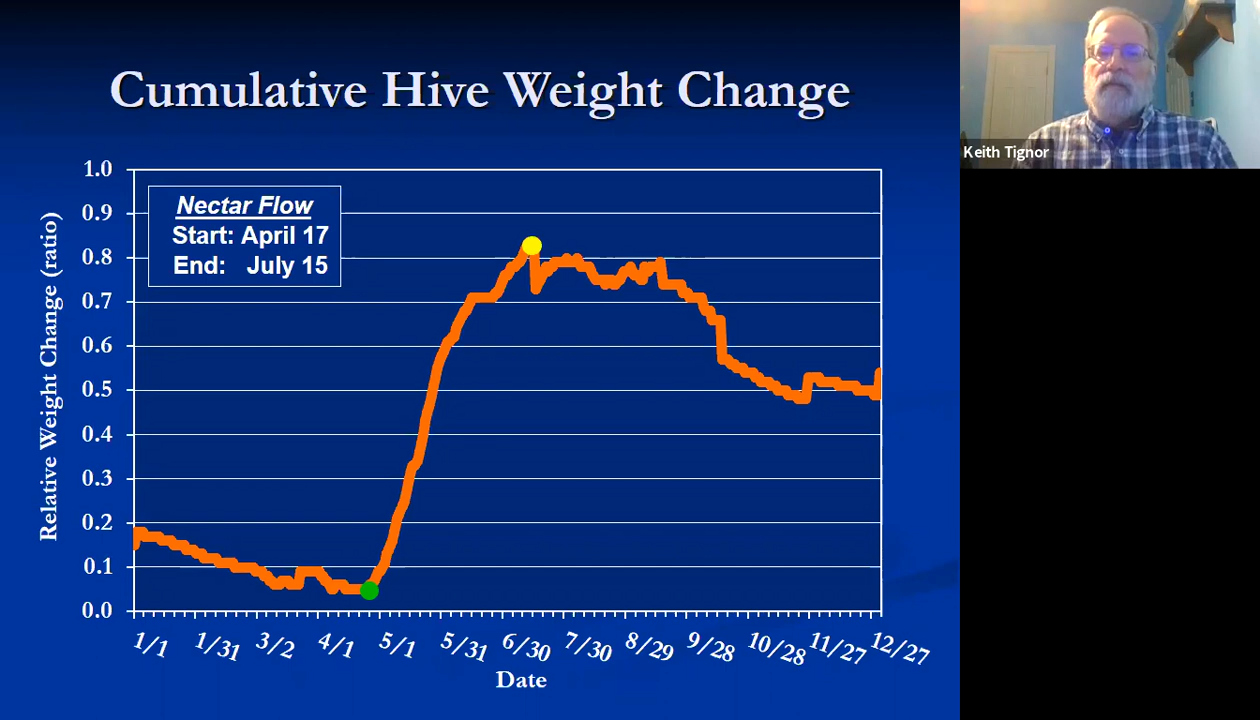 Cumulative Hive Weight Change
Keith Tignor
1.0
0.9
0.8
0.7
0.6
0.5
0.4
0.3
0.2
0.1
0.0
Relative Weight Change (ratio)
Nectar Flow
Start: April 17
End: July 15
1/1 1/31 3/2 4/1 5/1 5/31 6/30 7/30 8/29 9/28 10/28 11/27 12/27
Date